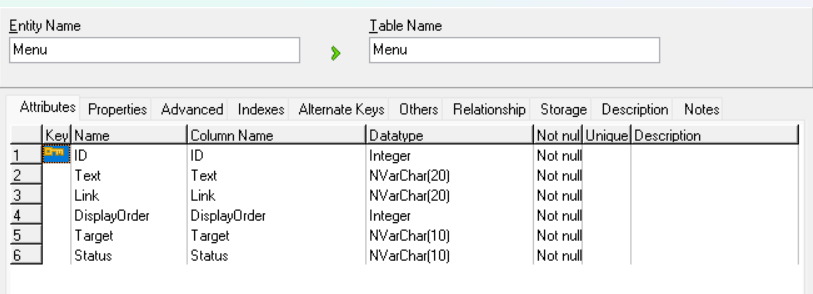 Entity Name Table Name
Menu Menu
Attributes Properties Advanced Indexes Alternate Keys Others Relationship Storage Description Notes
Key Name Column Name Datatype Not null Unique Description
1 ID ID Integer Not null
2 Text Text NVarChar(20) Not null
3 Link Link NVarChar(20) Not null
4 DisplayOrder DisplayOrder Integer Not null
5 Target Target NVarChar(10) Not null
6 Status Status NVarChar(10) Not null